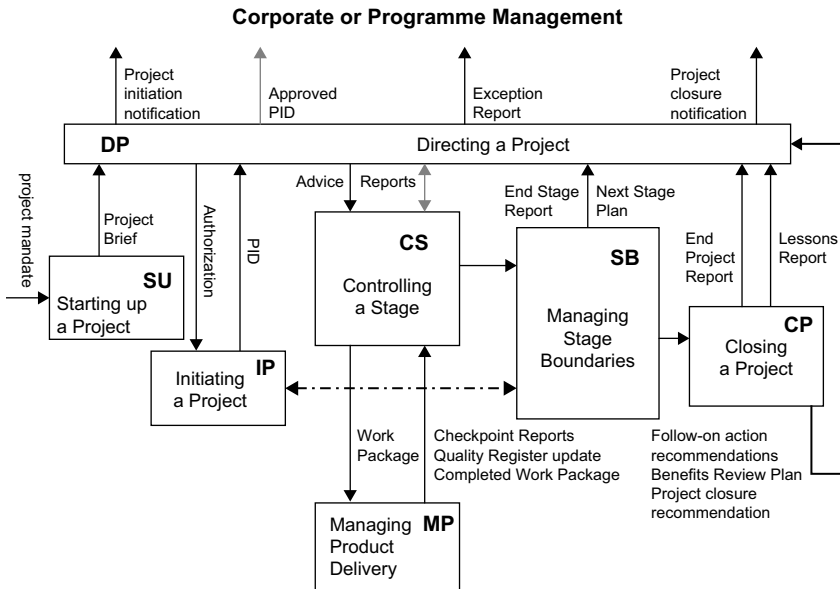 Corporate or Programme Management
Project
initiation
notification
Approved
PID
Exception
Report
Project
closure
notification
DP
Directing a Project
project mandate
Project
Brief
Authorization
PID
Advice
Reports
End Stage
Report
Next Stage
Plan
End
Project
Report
Lessons
Report
SU
Starting up
a Project
CS
Controlling
a Stage
SB
Managing
Stage
Boundaries
CP
Closing
a Project
IP
Initiating
a Project
Work
Package
Checkpoint Reports
Quality Register update
Completed Work Package
Follow-on action
recommendations
Benefits Review Plan
Project closure
recommendation
MP
Managing
Product
Delivery